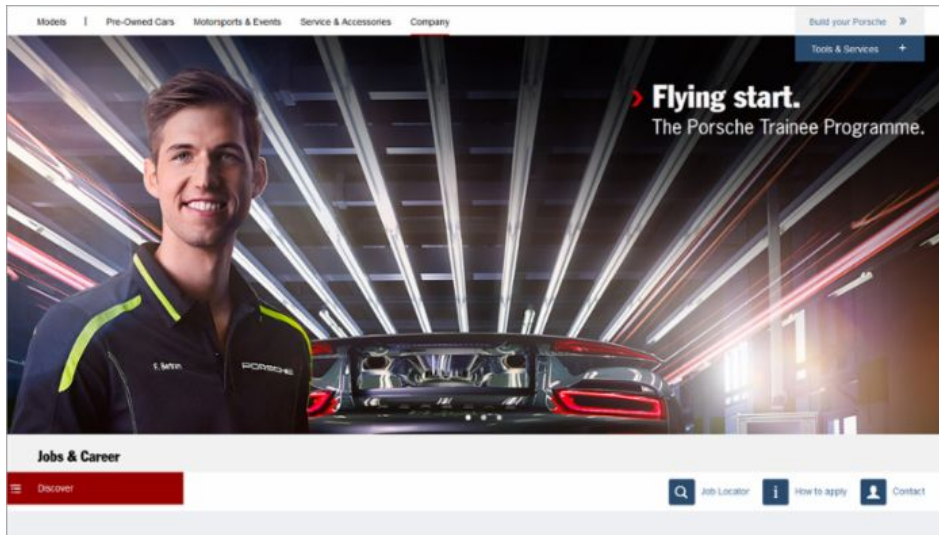 Models | Pre-Owned Cars Motorsports & Events Service & Accessories Company
Build your Porsche »
Tools & Services +
› Flying start.
The Porsche Trainee Programme.
PORSCHE
Jobs & Career
Discover
Job Locator i How to apply Contact